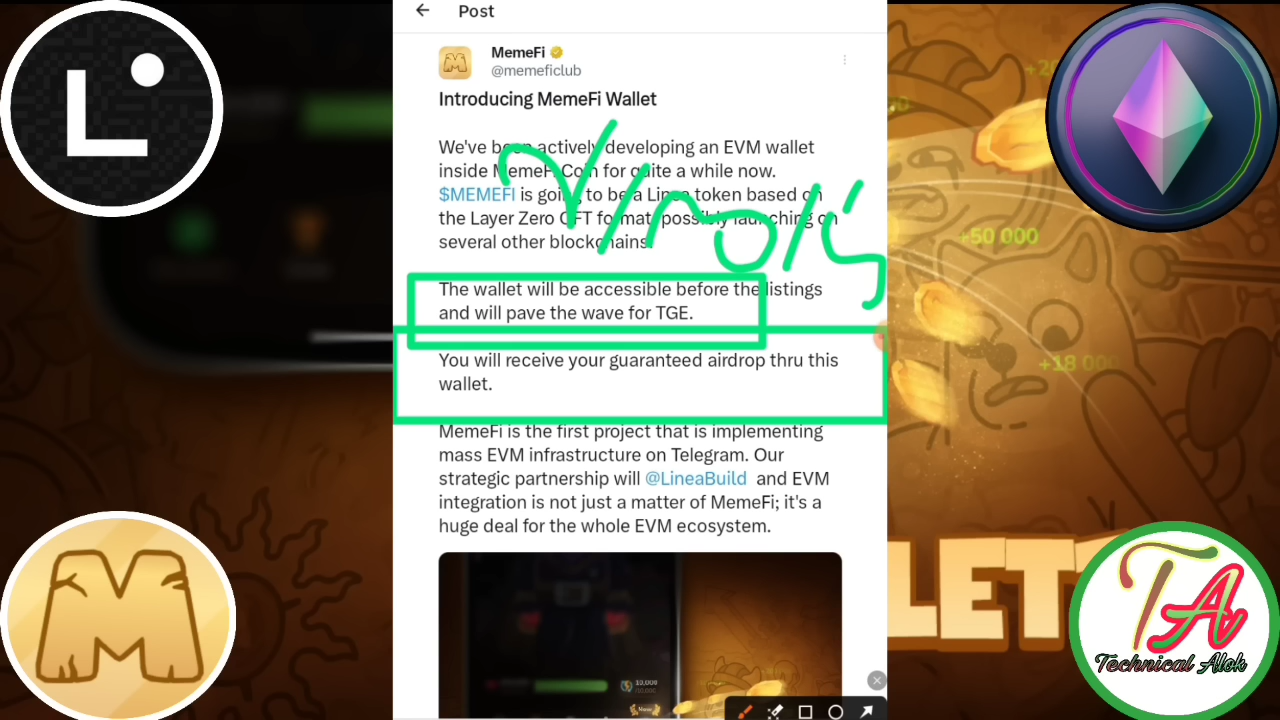 Post
MemeFi
@memeficlub
Introducing MemeFi Wallet
We've been actively developing an EVM wallet
inside MemeFi Coin for quite a while now.
$MEMEFI is going to be a Linea token based on
the Layer Zero OFT format, possibly launching on
several other blockchains.
The wallet will be accessible before the listings
and will pave the wave for TGE.
You will receive your guaranteed airdrop thru this
wallet.
MemeFi is the first project that is implementing
mass EVM infrastructure on Telegram. Our
strategic partnership will @LineaBuild and EVM
integration is not just a matter of MemeFi; it's a
huge deal for the whole EVM ecosystem.
+50 000
+18 000
TA
Technical Alok
10,000